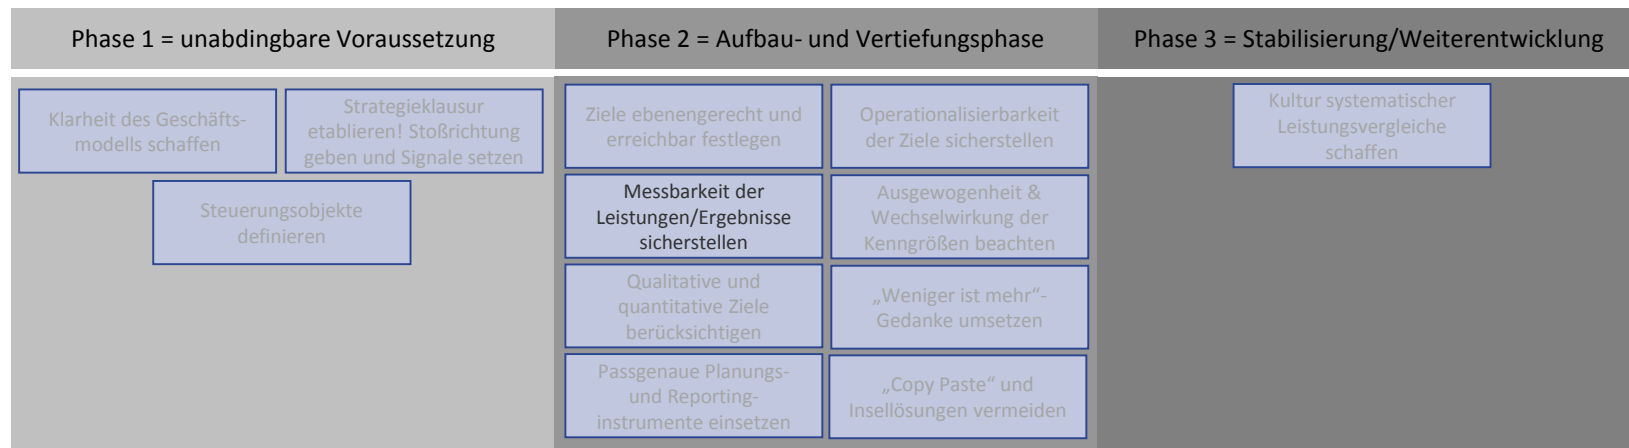 Phase 1 = unabdingbare Voraussetzung
Phase 2 = Aufbau- und Vertiefungsphase
Phase 3 = Stabilisierung/Weiterentwicklung
Klarheit des Geschäfts-
modells schaffen
Strategieklausur
etablieren! Stoßrichtung
geben und Signale setzen
Steuerungsobjekte
definieren
Ziele ebenengerecht und
erreichbar festlegen
Operationalisierbarkeit
der Ziele sicherstellen
Messbarkeit der
Leistungen/Ergebnisse
sicherstellen
Ausgewogenheit &
Wechselwirkung der
Kenngrößen beachten
Qualitative und
quantitative Ziele
berücksichtigen
„Weniger ist mehr“-
Gedanke umsetzen
Passgenaue Planungs-
und Reporting-
instrumente einsetzen
„Copy Paste“ und
Insellösungen vermeiden
Kultur systematischer
Leistungsvergleiche
schaffen